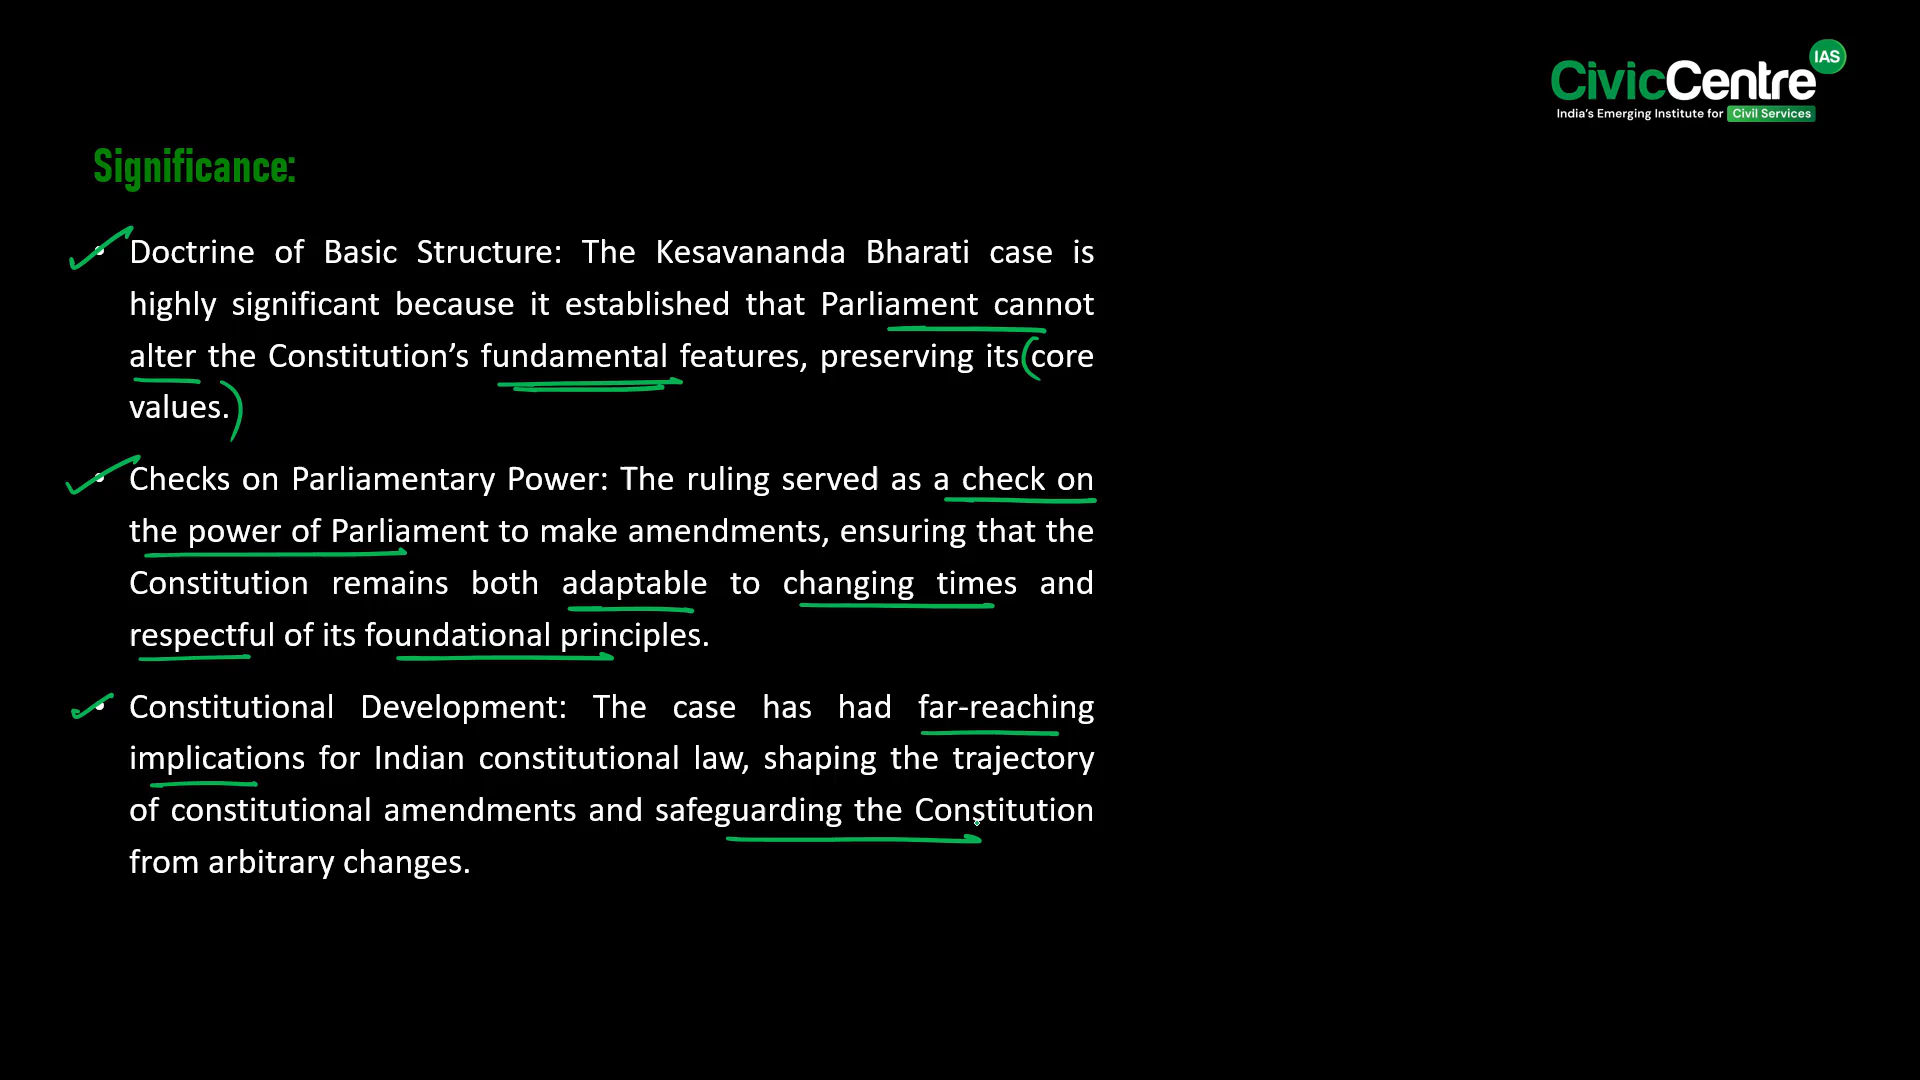 IAS
CivicCentre
India's Emerging Institute for Civil Services
Significance:
• Doctrine of Basic Structure: The Kesavananda Bharati case is
highly significant because it established that Parliament cannot
alter the Constitution’s fundamental features, preserving its core
values.
• Checks on Parliamentary Power: The ruling served as a check on
the power of Parliament to make amendments, ensuring that the
Constitution remains both adaptable to changing times and
respectful of its foundational principles.
• Constitutional Development: The case has had far-reaching
implications for Indian constitutional law, shaping the trajectory
of constitutional amendments and safeguarding the Constitution
from arbitrary changes.